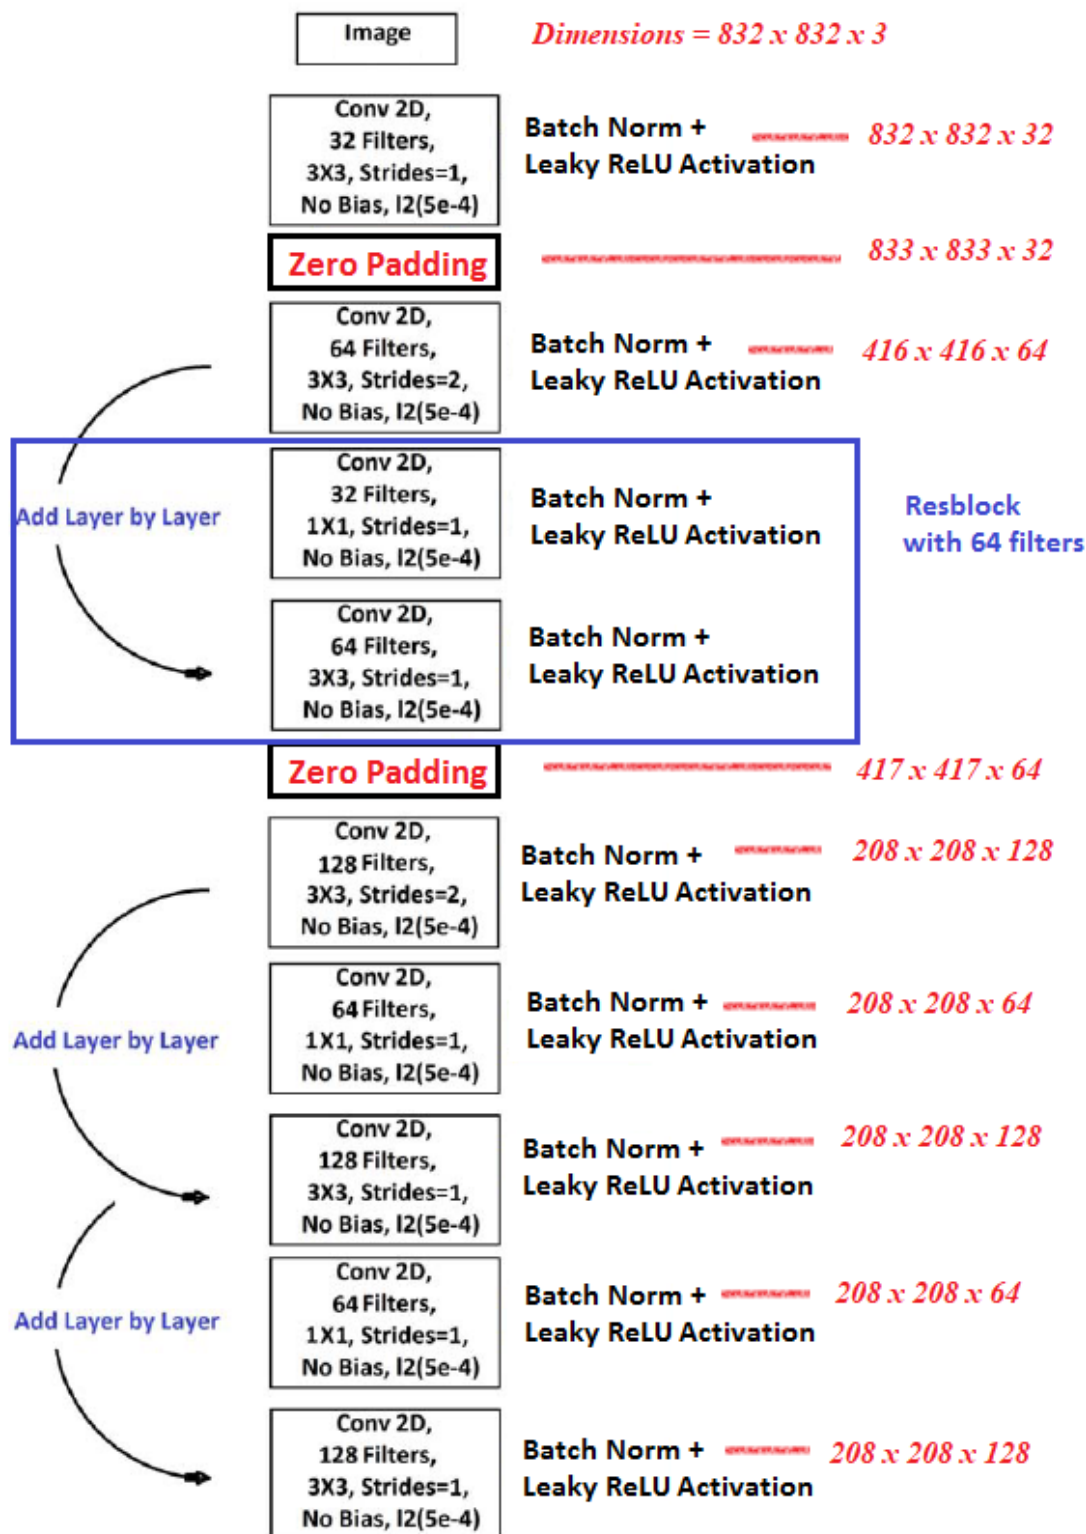 Image
Dimensions = 832 x 832 x 3
Conv 2D,
32 Filters,
3X3, Strides=1,
No Bias, l2(5e-4)
Batch Norm +
Leaky ReLU Activation
832 x 832 x 32
Zero Padding
833 x 833 x 32
Conv 2D,
64 Filters,
3X3, Strides=2,
No Bias, l2(5e-4)
Batch Norm +
Leaky ReLU Activation
416 x 416 x 64
Add Layer by Layer
Conv 2D,
32 Filters,
1X1, Strides=1,
No Bias, l2(5e-4)
Batch Norm +
Leaky ReLU Activation
Resblock
with 64 filters
Conv 2D,
64 Filters,
3X3, Strides=1,
No Bias, l2(5e-4)
Batch Norm +
Leaky ReLU Activation
Zero Padding
417 x 417 x 64
Conv 2D,
128 Filters,
3X3, Strides=2,
No Bias, l2(5e-4)
Batch Norm +
Leaky ReLU Activation
208 x 208 x 128
Add Layer by Layer
Conv 2D,
64 Filters,
1X1, Strides=1,
No Bias, l2(5e-4)
Batch Norm +
Leaky ReLU Activation
208 x 208 x 64
Conv 2D,
128 Filters,
3X3, Strides=1,
No Bias, l2(5e-4)
Batch Norm +
Leaky ReLU Activation
208 x 208 x 128
Add Layer by Layer
Conv 2D,
64 Filters,
1X1, Strides=1,
No Bias, l2(5e-4)
Batch Norm +
Leaky ReLU Activation
208 x 208 x 64
Conv 2D,
128 Filters,
3X3, Strides=1,
No Bias, l2(5e-4)
Batch Norm +
Leaky ReLU Activation
208 x 208 x 128